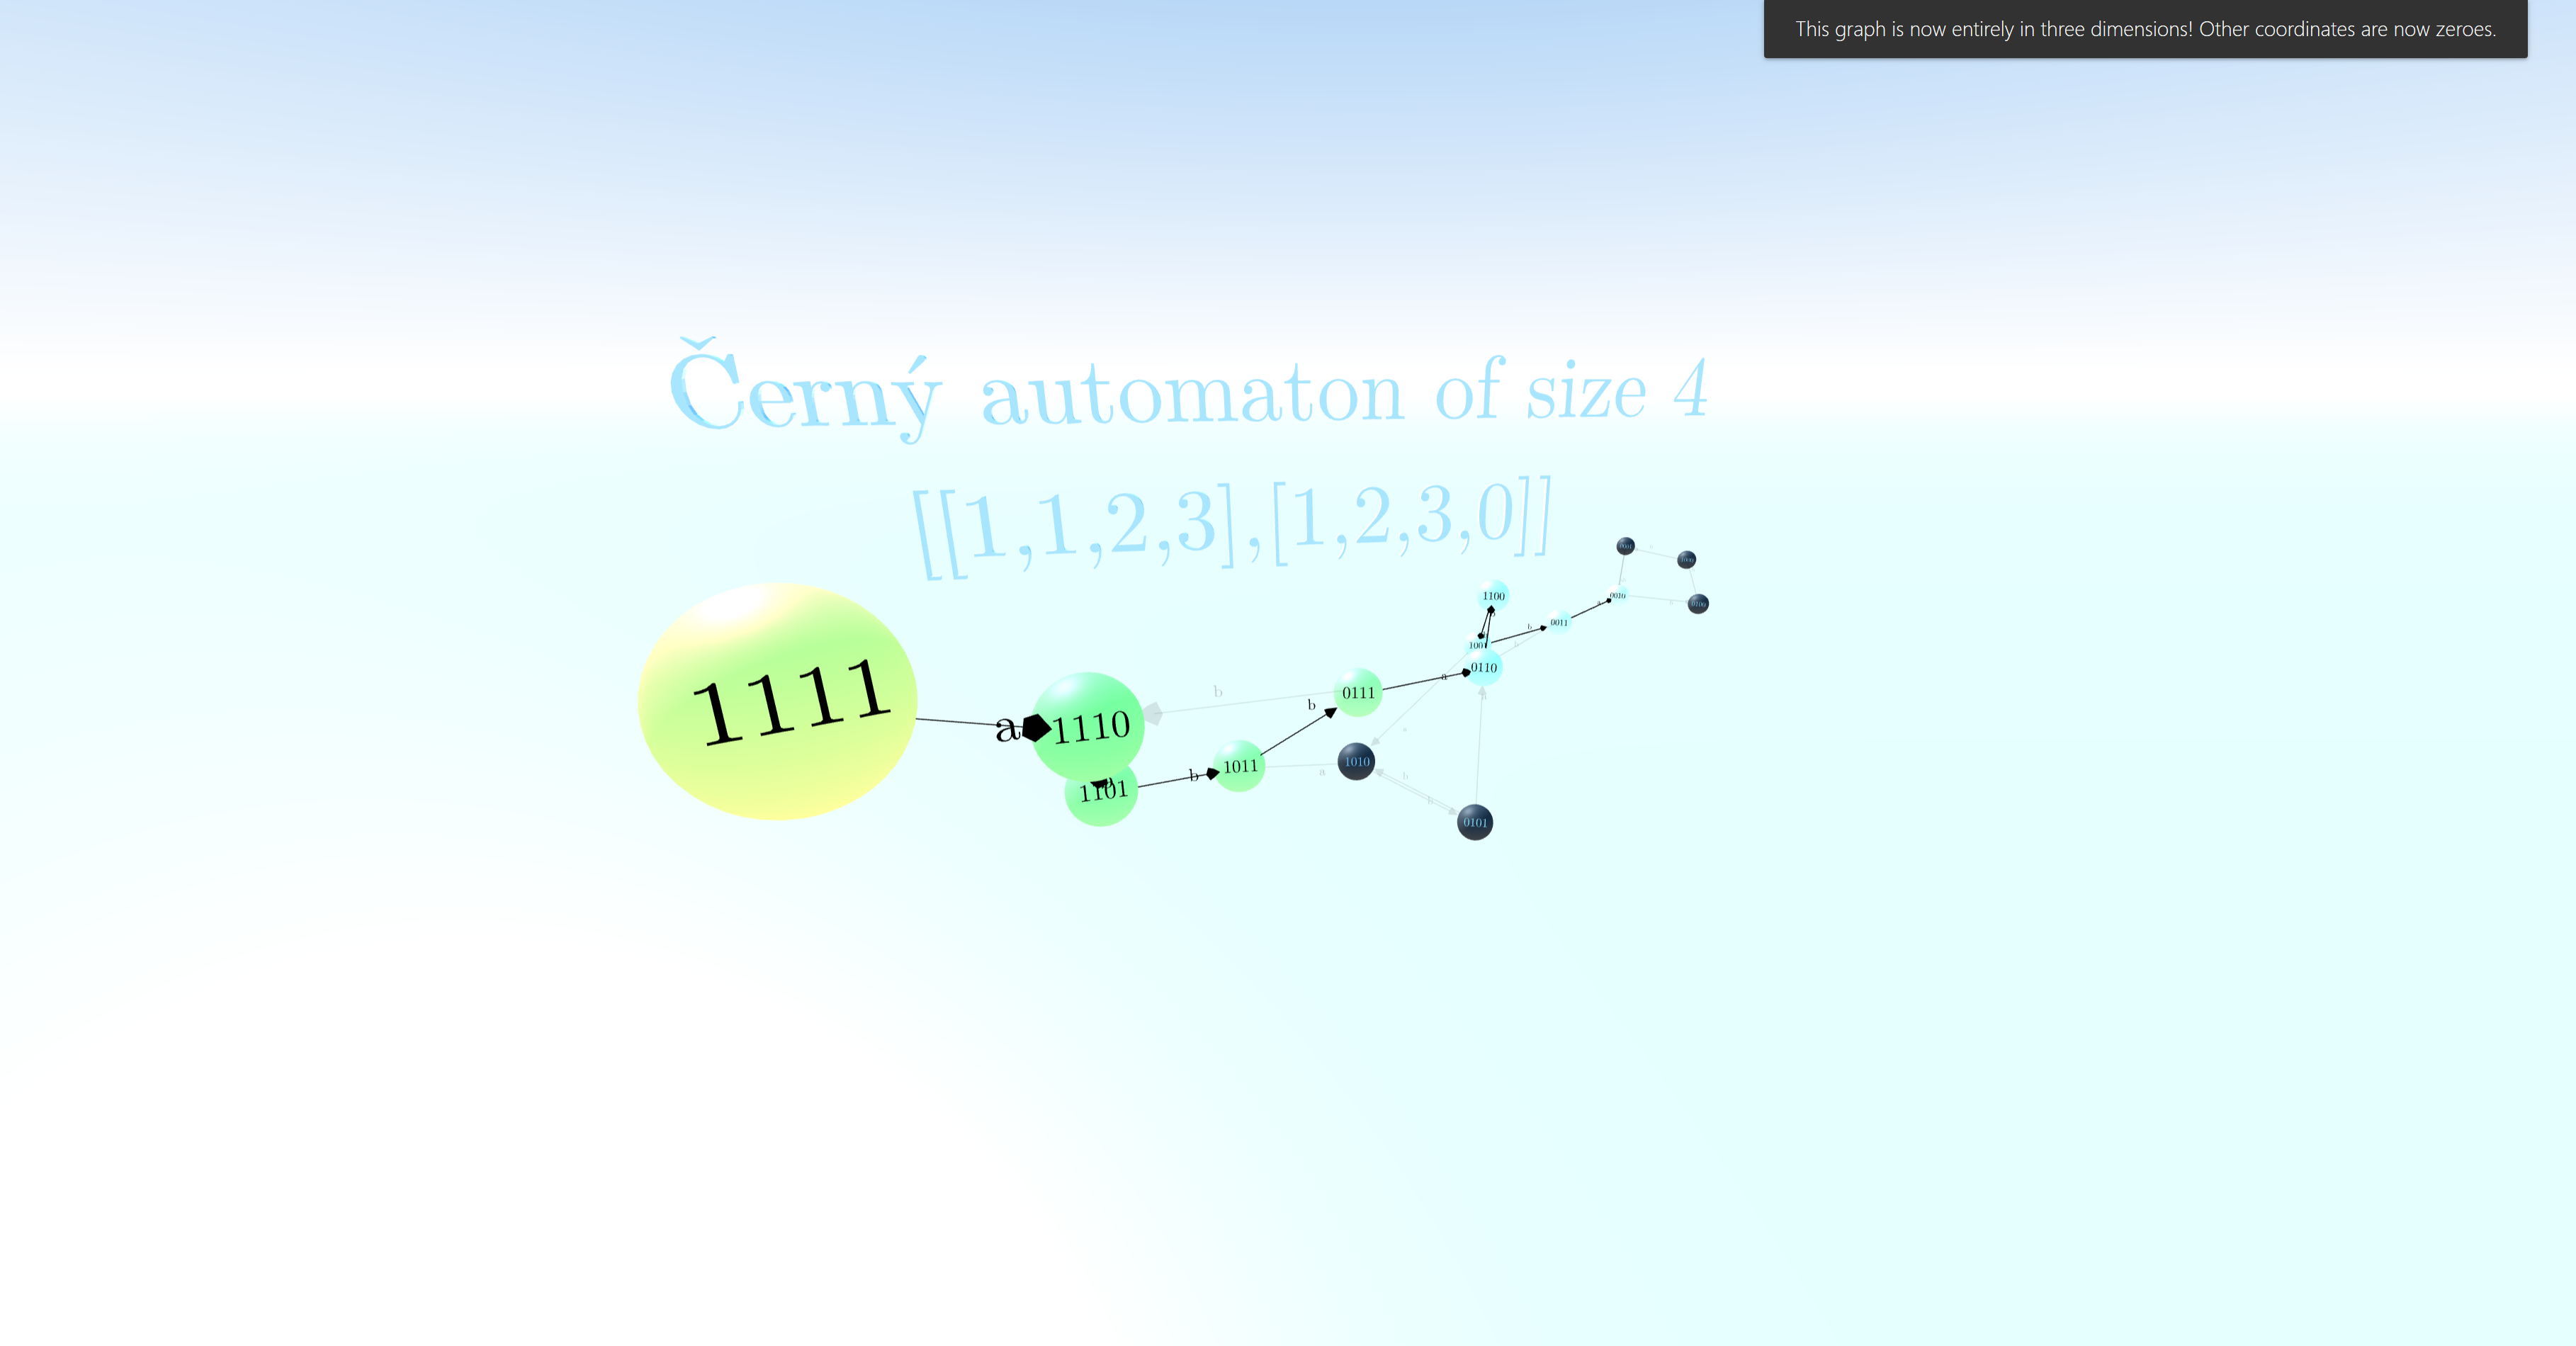 This graph is now entirely in three dimensions! Other coordinates are now zeroes.
Černý automaton of size 4
[[1,1,2,3],[1,2,3,0]]
1111
a
1110
b
1101
b
1011
b
0111
a
0110
1100
b
0011
0010
a
1010
b
b
0101